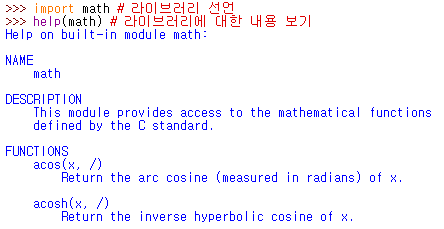 >>> import math # 라이브러리 선언
>>> help(math) # 라이브러리에 대한 내용 보기
Help on built-in module math:

NAME
    math

DESCRIPTION
    This module provides access to the mathematical functions
    defined by the C standard.

FUNCTIONS
    acos(x, /)
        Return the arc cosine (measured in radians) of x.

    acosh(x, /)
        Return the inverse hyperbolic cosine of x.